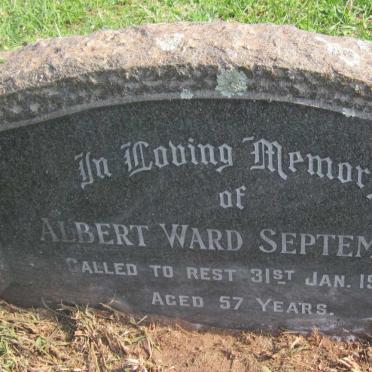 In Loving Memor
of
ALBERT WARD SEPTEM
CALLED TO REST 31ST JAN. 19
AGED 57 YEARS.